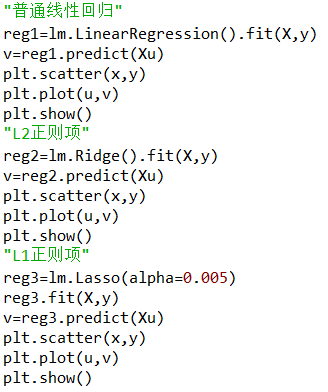 "普通线性回归"
reg1=lm.LinearRegression().fit(X,y)
v=reg1.predict(Xu)
plt.scatter(x,y)
plt.plot(u,v)
plt.show()
"L2正则项"
reg2=lm.Ridge().fit(X,y)
v=reg2.predict(Xu)
plt.scatter(x,y)
plt.plot(u,v)
plt.show()
"L1正则项"
reg3=lm.Lasso(alpha=0.005)
reg3.fit(X,y)
v=reg3.predict(Xu)
plt.scatter(x,y)
plt.plot(u,v)
plt.show()